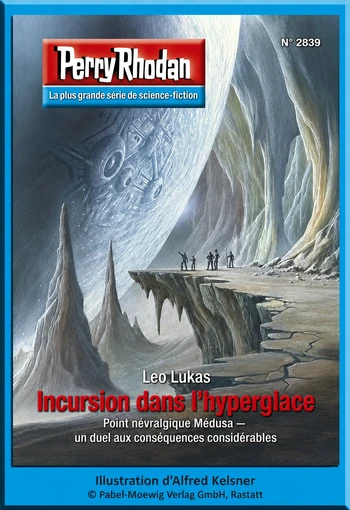 N° 2839
Perry Rhodan
La plus grande série de science-fiction
Leo Lukas
Incursion dans l'hyperglace
Point névralgique Médusa —
un duel aux conséquences considérables
Illustration d'Alfred Kelsner
© Pabel-Moewig Verlag GmbH, Rastatt